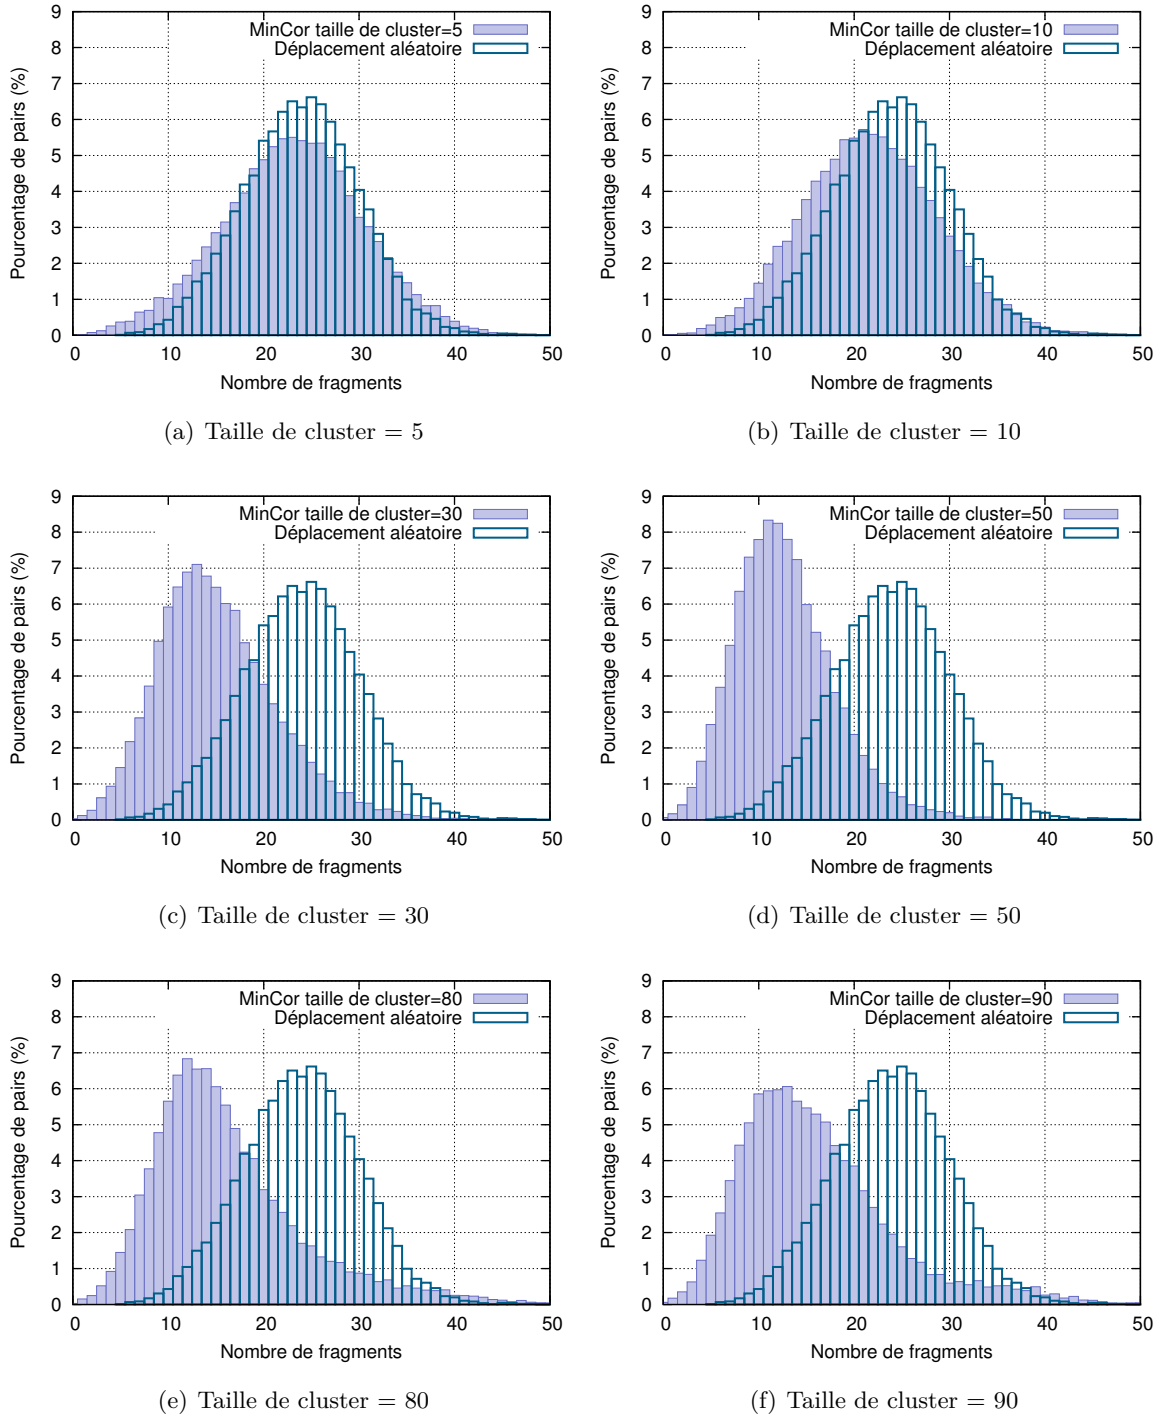 9
8
7
6
5
4
3
2
1
0
Pourcentage de pairs (%)
MinCor taille de cluster=5
Déplacement aléatoire
0 10 20 30 40 50
Nombre de fragments
(a) Taille de cluster = 5
9
8
7
6
5
4
3
2
1
0
Pourcentage de pairs (%)
MinCor taille de cluster=10
Déplacement aléatoire
0 10 20 30 40 50
Nombre de fragments
(b) Taille de cluster = 10
9
8
7
6
5
4
3
2
1
0
Pourcentage de pairs (%)
MinCor taille de cluster=30
Déplacement aléatoire
0 10 20 30 40 50
Nombre de fragments
(c) Taille de cluster = 30
9
8
7
6
5
4
3
2
1
0
Pourcentage de pairs (%)
MinCor taille de cluster=50
Déplacement aléatoire
0 10 20 30 40 50
Nombre de fragments
(d) Taille de cluster = 50
9
8
7
6
5
4
3
2
1
0
Pourcentage de pairs (%)
MinCor taille de cluster=80
Déplacement aléatoire
0 10 20 30 40 50
Nombre de fragments
(e) Taille de cluster = 80
9
8
7
6
5
4
3
2
1
0
Pourcentage de pairs (%)
MinCor taille de cluster=90
Déplacement aléatoire
0 10 20 30 40 50
Nombre de fragments
(f) Taille de cluster = 90